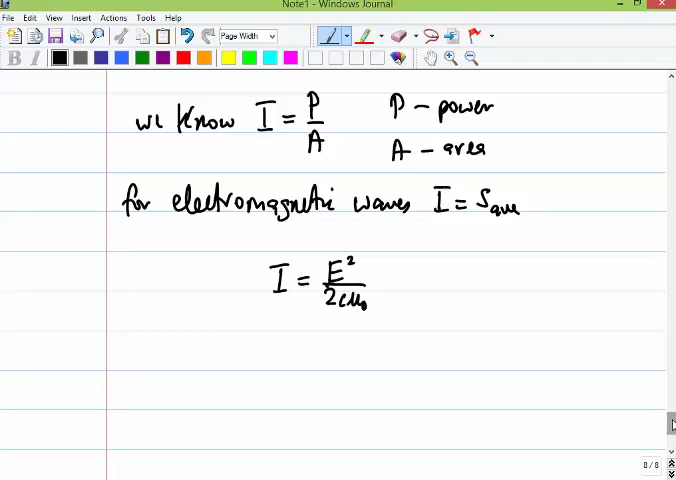 Note1 - Windows Journal
File Edit View Insert Actions Tools Help
Page Width
B I
we know I = P/A P - power
A - area
for electromagnetic waves I = Save
I = E²/2cμ₀
8 / 8